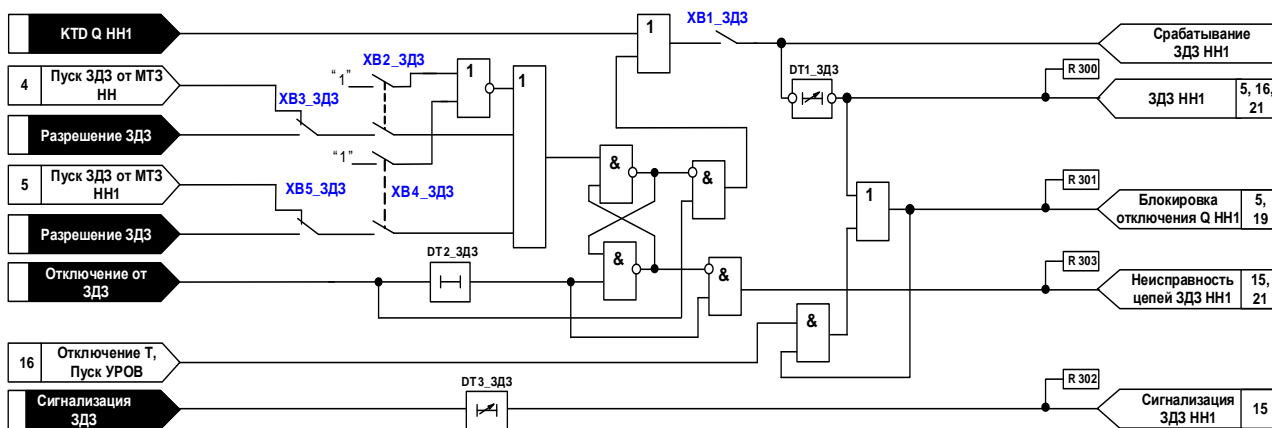 KTD Q НН1
4
Пуск ЗДЗ от МТЗ
НН
Разрешение ЗДЗ
5
Пуск ЗДЗ от МТЗ
НН1
Разрешение ЗДЗ
Отключение от
ЗДЗ
16
Отключение Т,
Пуск УРОВ
Сигнализация
ЗДЗ
ХВ3_ЗДЗ
ХВ5_ЗДЗ
ХВ2_ЗДЗ
“1”
“1”
ХВ4_ЗДЗ
DT2_ЗДЗ
DT3_ЗДЗ
1
1
&
&
&
&
1
ХВ1_ЗДЗ
DT1_ЗДЗ
1
&
Срабатывание
ЗДЗ НН1
R 300
ЗДЗ НН1
5, 16,
21
R 301
Блокировка
отключения Q НН1
5,
19
R 303
Неисправность
цепей ЗДЗ НН1
15,
21
R 302
Сигнализация
ЗДЗ НН1
15